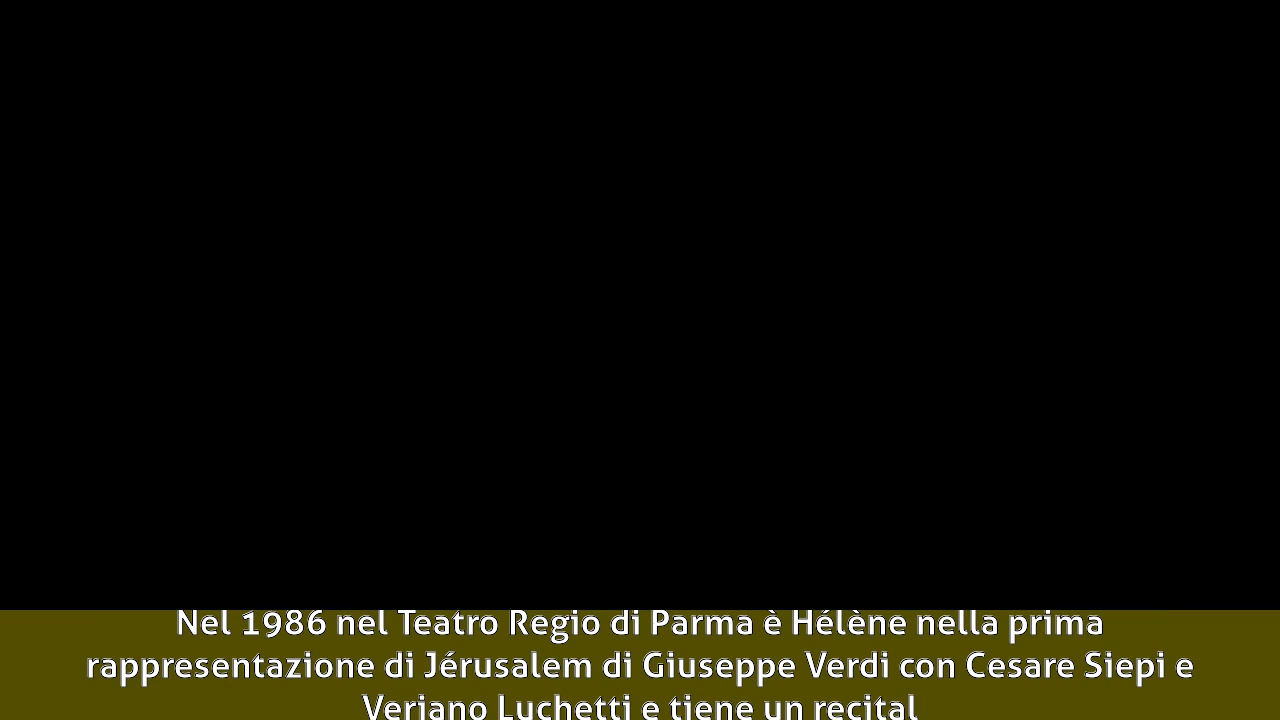 Nel 1986 nel Teatro Regio di Parma è Hélène nella prima
rappresentazione di Jérusalem di Giuseppe Verdi con Cesare Siepi e
Veriano Luchetti e tiene un recital